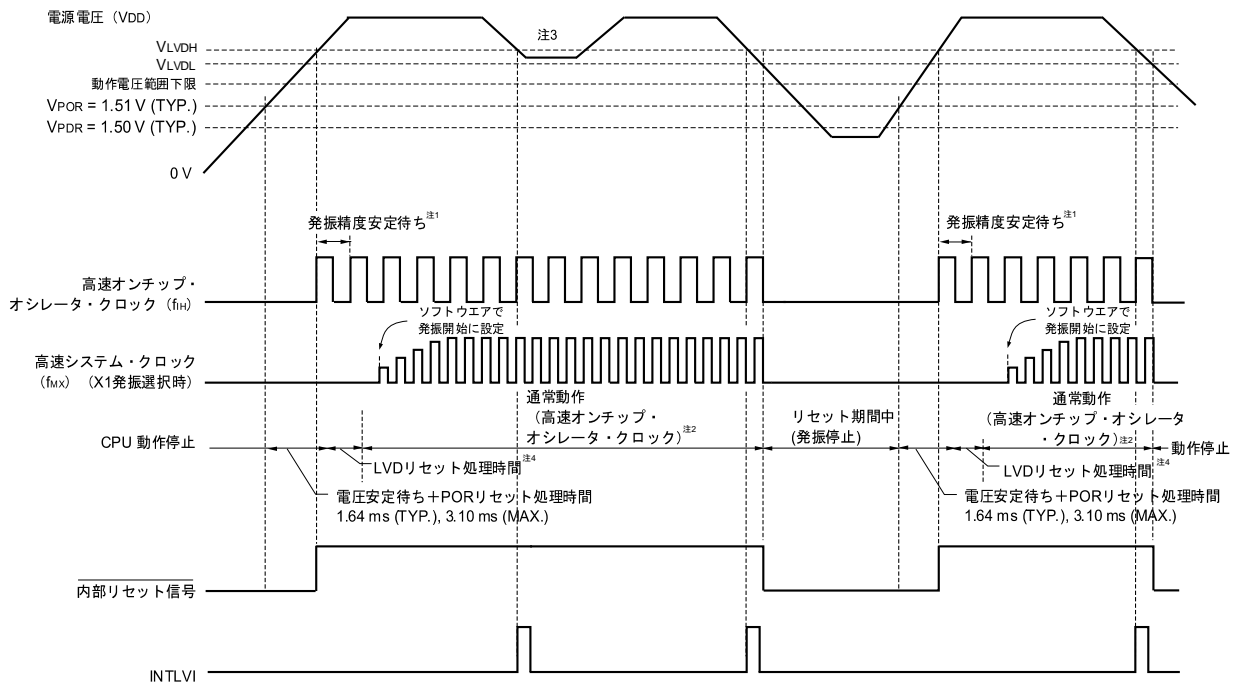 電源電圧（VDD）
注3
VLVDH
VLVDL
動作電圧範囲下限
VPOR = 1.51 V (TYP.)
VPDR = 1.50 V (TYP.)
0 V
発振精度安定待ち注1
発振精度安定待ち注1
高速オンチップ・
オシレータ・クロック（fIH）
ソフトウエアで
発振開始に設定
ソフトウエアで
発振開始に設定
高速システム・クロック
（fMX）（X1発振選択時）
通常動作
（高速オンチップ・
オシレータ・クロック）注2
リセット期間中
(発振停止)
通常動作
（高速オンチップ・オシレータ
・クロック）注2
CPU 動作停止
動作停止
LVDリセット処理時間注4
LVDリセット処理時間注4
電圧安定待ち＋PORリセット処理時間
1.64 ms (TYP.), 3.10 ms (MAX.)
電圧安定待ち＋PORリセット処理時間
1.64 ms (TYP.), 3.10 ms (MAX.)
内部リセット信号
INTLVI